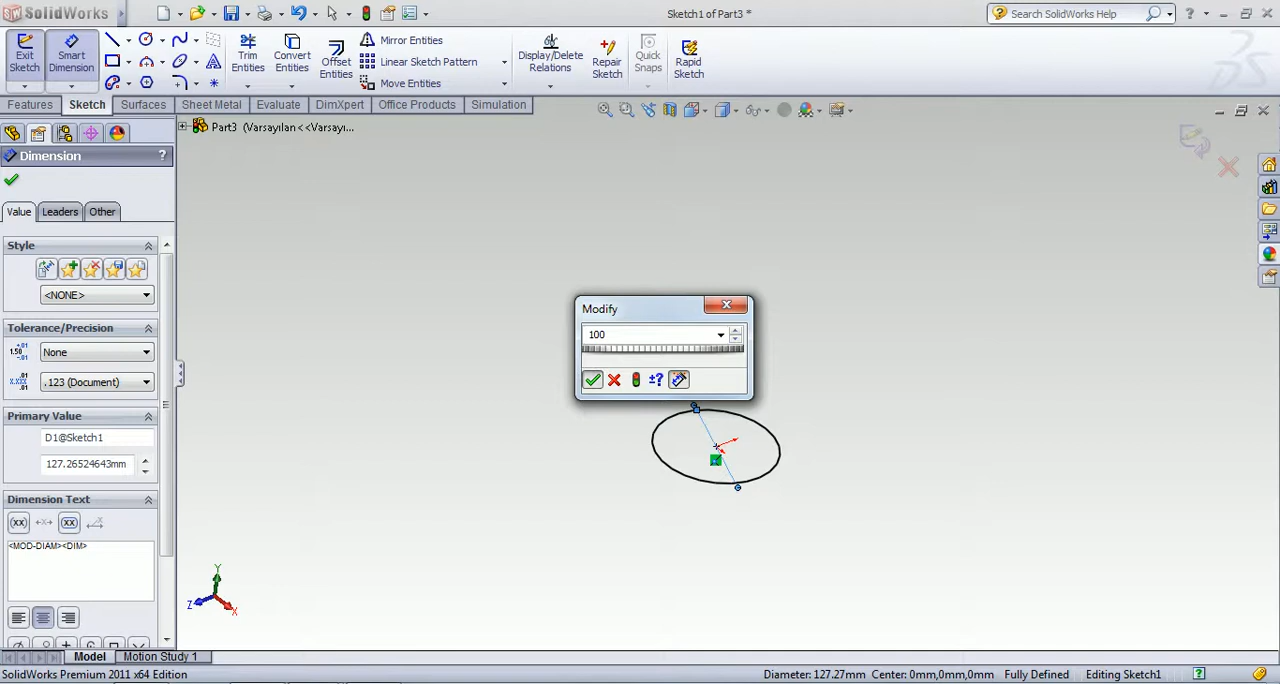 SolidWorks
Sketch1 of Part3 *
Search SolidWorks Help
Exit Sketch
Smart Dimension
Trim Entities
Convert Entities
Offset Entities
Mirror Entities
Linear Sketch Pattern
Move Entities
Display/Delete Relations
Repair Sketch
Quick Snaps
Rapid Sketch
Features
Sketch
Surfaces
Sheet Metal
Evaluate
DimXpert
Office Products
Simulation
Part3 (Varsayılan<<Varsayı...
Dimension
?
Value
Leaders
Other
Style
<NONE>
Tolerance/Precision
None
.123 (Document)
Primary Value
D1@Sketch1
127.26524643mm
Dimension Text
<MOD-DIAM><DIM>
Modify
100
Y
Z
X
Model
Motion Study 1
SolidWorks Premium 2011 x64 Edition
Diameter: 127.27mm
Center: 0mm,0mm,0mm
Fully Defined
Editing Sketch1